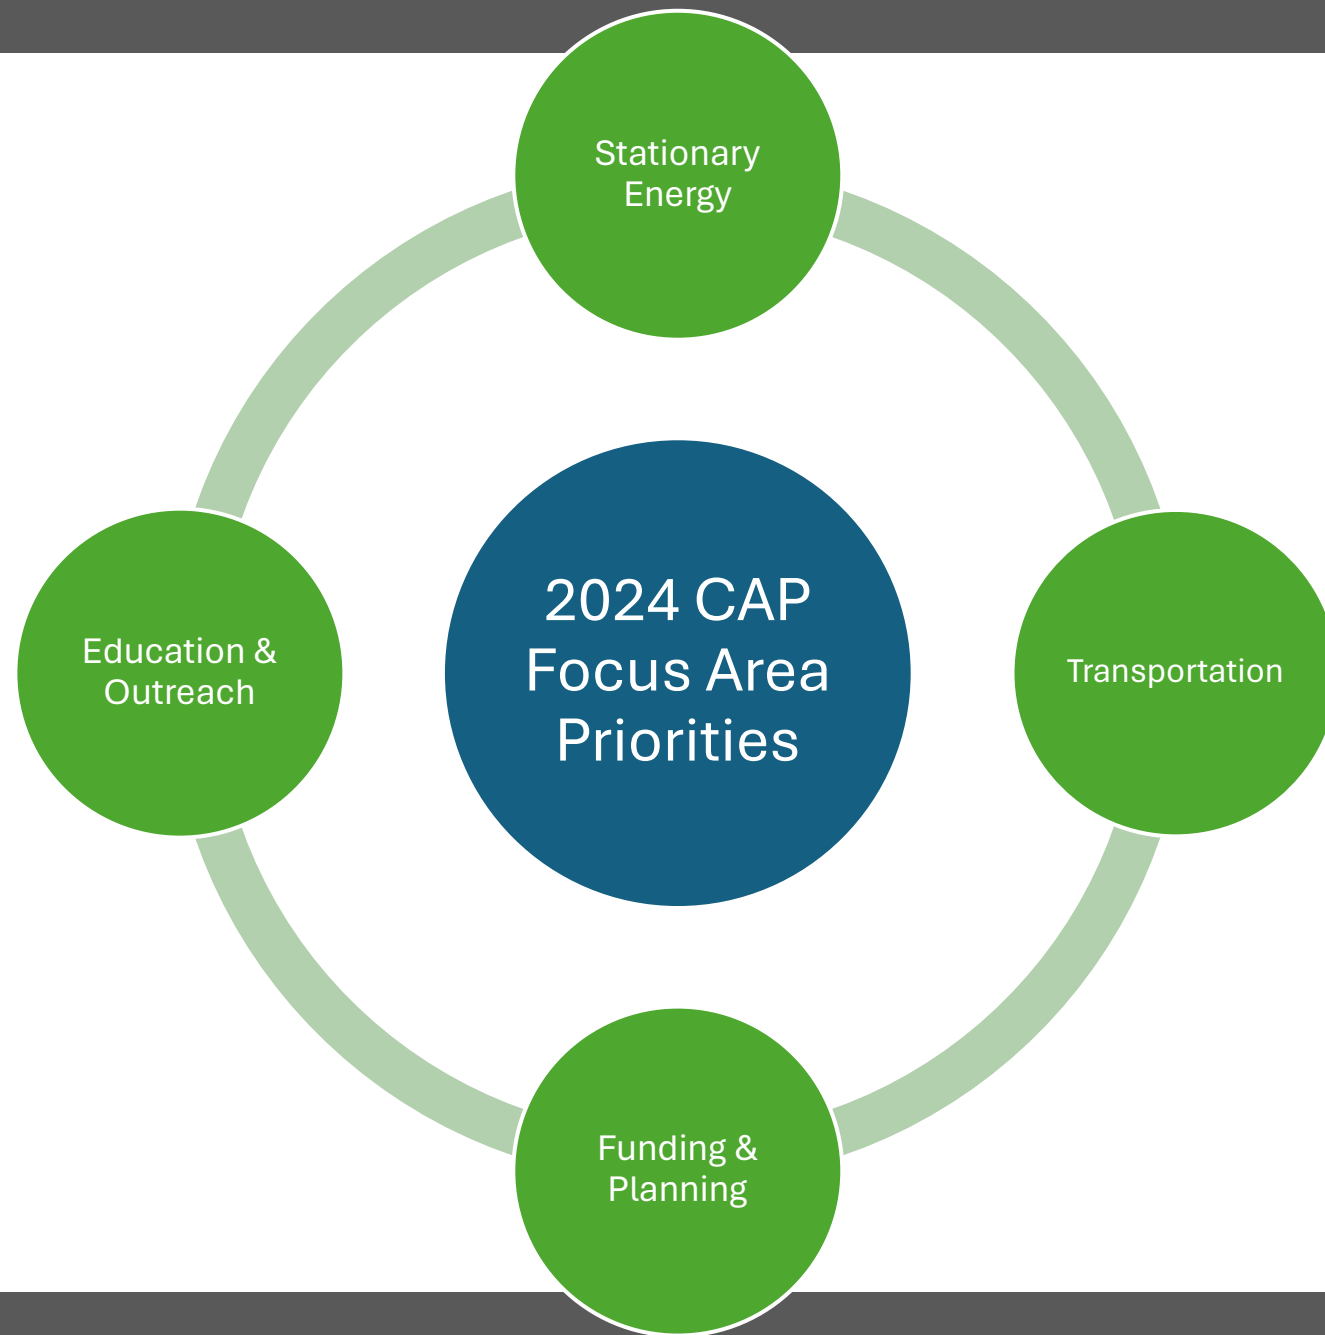 Stationary
Energy
2024 CAP
Focus Area
Priorities
Education &
Outreach
Transportation
Funding &
Planning